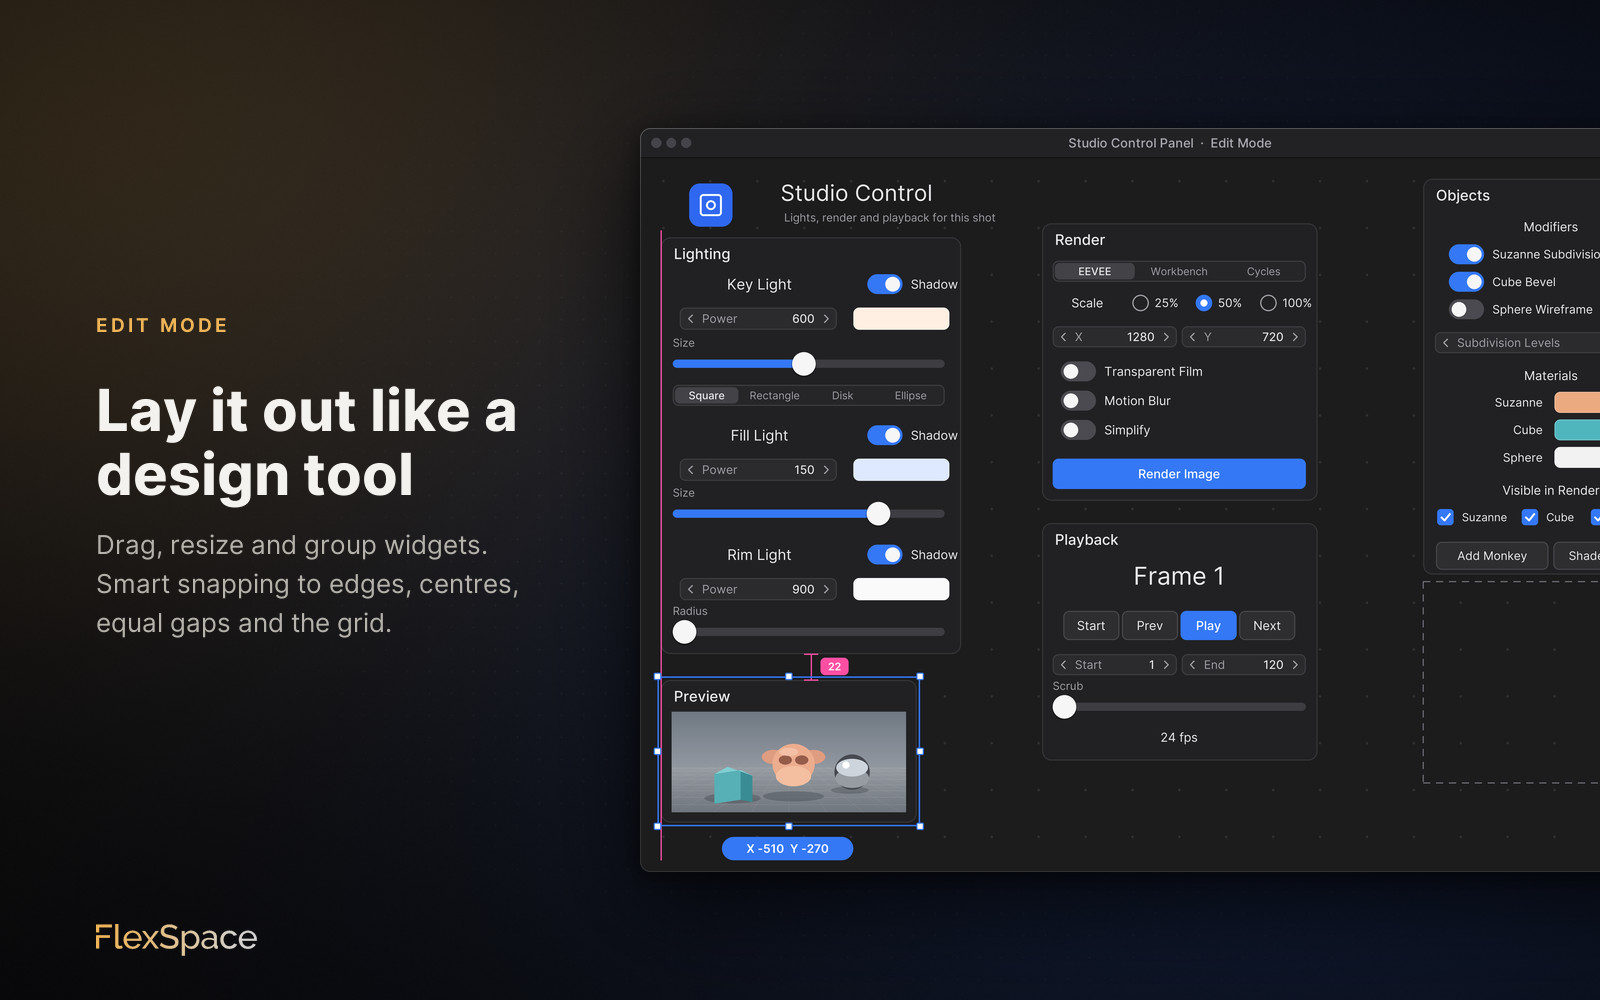 EDIT MODE
Lay it out like a
design tool
Drag, resize and group widgets.
Smart snapping to edges, centres,
equal gaps and the grid.
FlexSpace
Studio Control Panel · Edit Mode
Studio Control
Lights, render and playback for this shot
Lighting
Key Light
Shadow
Power 600
Size
Square Rectangle Disk Ellipse
Fill Light
Shadow
Power 150
Size
Rim Light
Shadow
Power 900
Radius
22
Preview
X -510 Y -270
Render
EEVEE Workbench Cycles
Scale 25% 50% 100%
X 1280 Y 720
Transparent Film
Motion Blur
Simplify
Render Image
Playback
Frame 1
Start Prev Play Next
Start 1 End 120
Scrub
24 fps
Objects
Modifiers
Suzanne Subdivisio
Cube Bevel
Sphere Wireframe
Subdivision Levels
Materials
Suzanne
Cube
Sphere
Visible in Render
Suzanne Cube
Add Monkey Shade